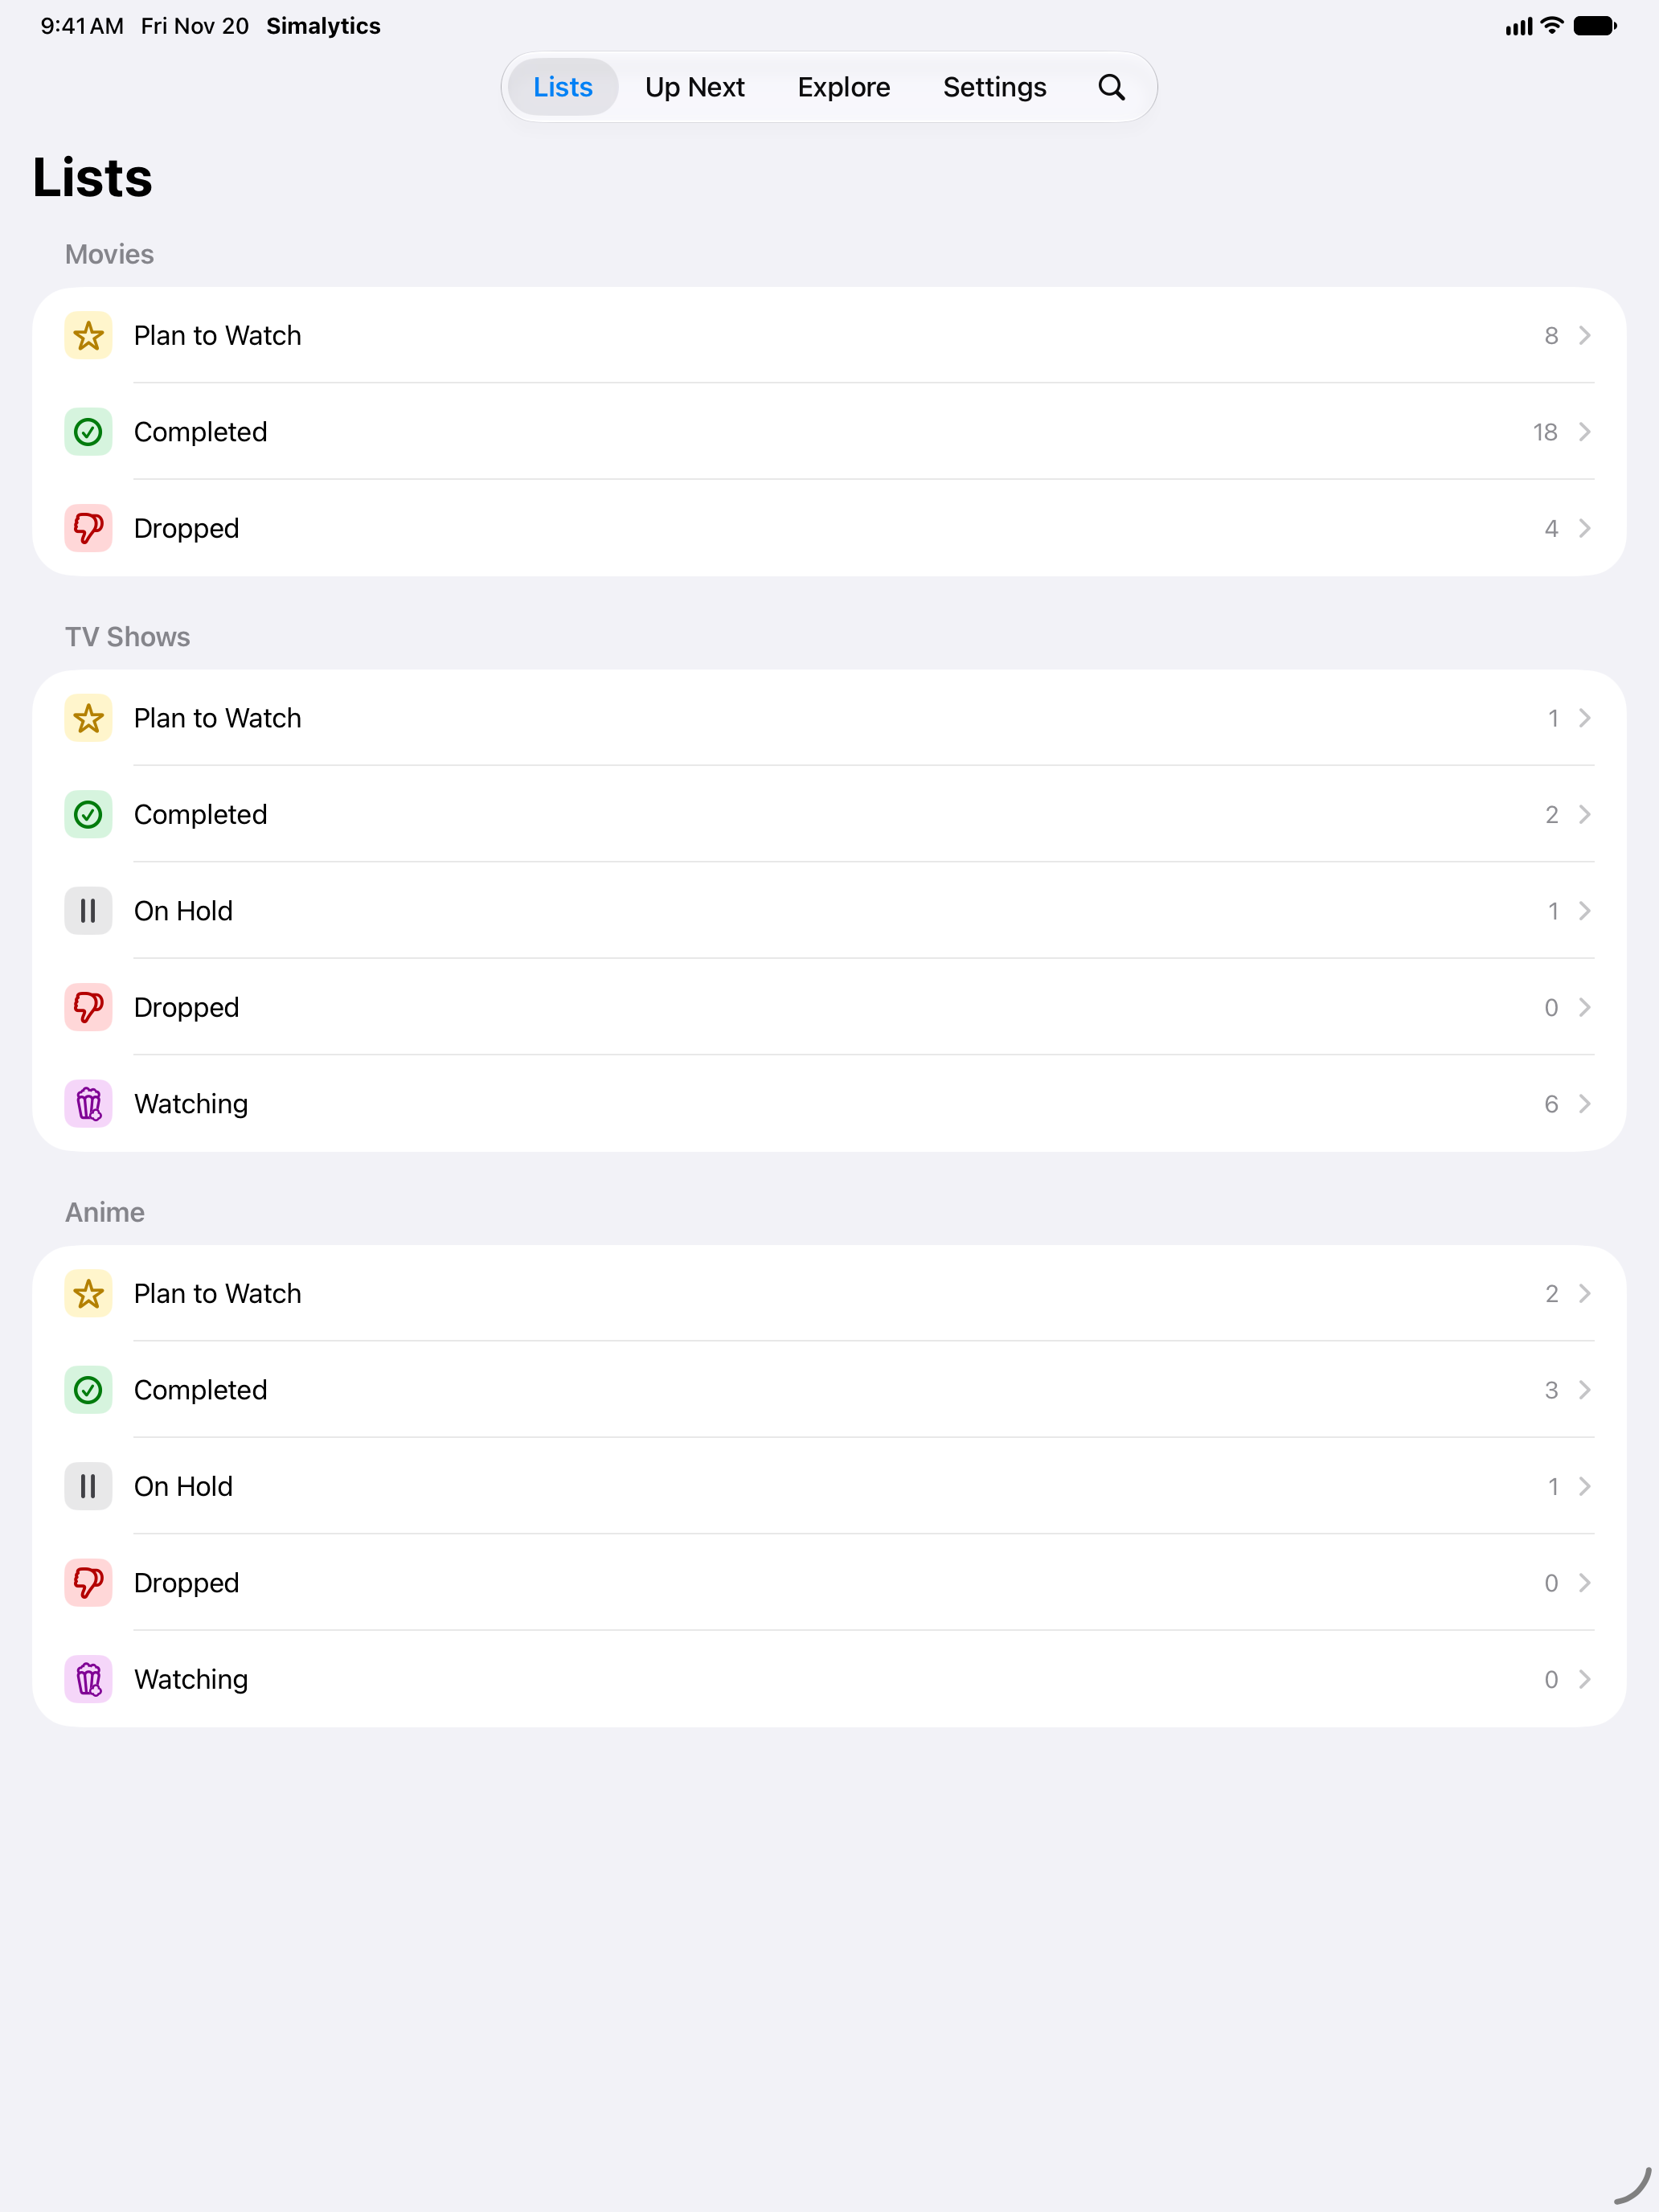 9:41 AM Fri Nov 20 Simalytics
Lists Up Next Explore Settings
Lists
Movies
Plan to Watch 8
Completed 18
Dropped 4
TV Shows
Plan to Watch 1
Completed 2
On Hold 1
Dropped 0
Watching 6
Anime
Plan to Watch 2
Completed 3
On Hold 1
Dropped 0
Watching 0